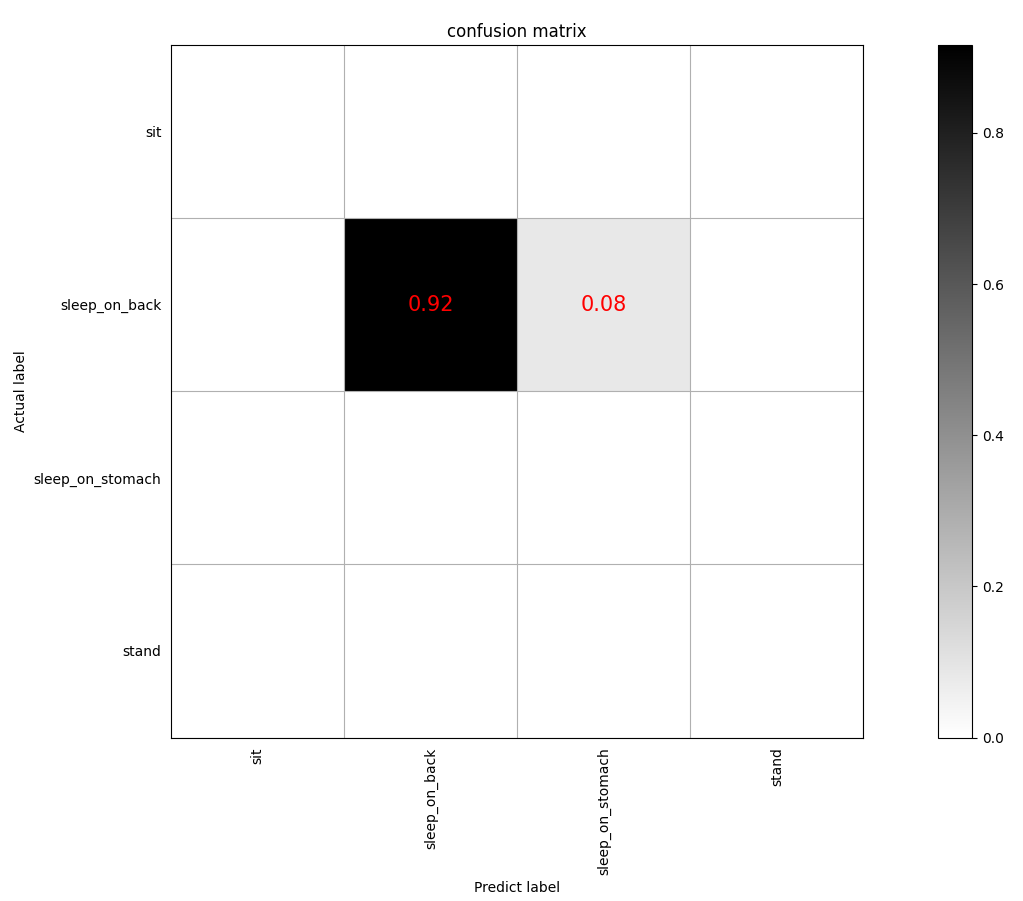 confusion matrix
sit
sleep_on_back
sleep_on_stomach
stand
Actual label
0.92
0.08
sit
sleep_on_back
sleep_on_stomach
stand
Predict label
0.8
0.6
0.4
0.2
0.0